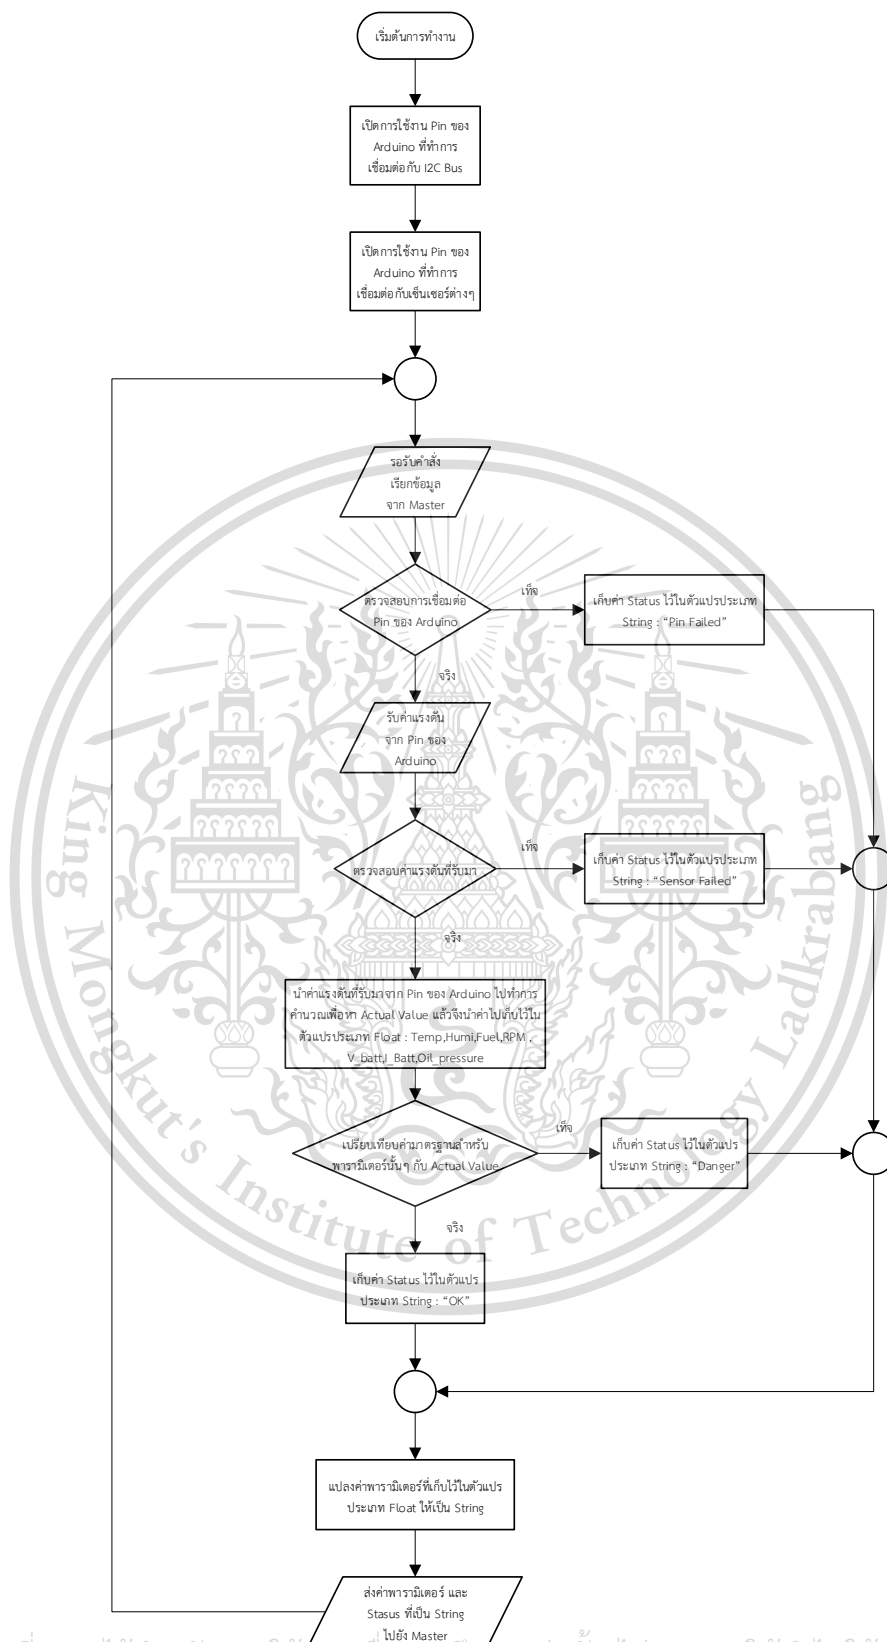 เริ่มต้นการทำงาน
เปิดการใช้งาน Pin ของ
Arduino ที่ทำการ
เชื่อมต่อกับ I2C Bus
เปิดการใช้งาน Pin ของ
Arduino ที่ทำการ
เชื่อมต่อกับเซ็นเซอร์ต่างๆ
รอรับคำสั่ง
เรียกข้อมูล
จาก Master
ตรวจสอบการเชื่อมต่อ
Pin ของ Arduino
เท็จ
เก็บค่า Status ไว้ในตัวแปรประเภท
String : “Pin Failed”
จริง
รับค่าแรงดัน
จาก Pin ของ
Arduino
ตรวจสอบค่าแรงดันที่รับมา
เท็จ
เก็บค่า Status ไว้ในตัวแปรประเภท
String : “Sensor Failed”
จริง
นำค่าแรงดันที่รับมาจาก Pin ของ Arduino ไปทำการ
คำนวณเพื่อหา Actual Value แล้วจึงนำค่าไปเก็บไว้ใน
ตัวแปรประเภท Float : Temp,Humi,Fuel,RPM ,
V_batt,I_Batt,Oil_pressure
เปรียบเทียบค่ามาตรฐานสำหรับ
พารามิเตอร์นั้นๆ กับ Actual Value
เท็จ
เก็บค่า Status ไว้ในตัวแปร
ประเภท String : “Danger”
จริง
เก็บค่า Status ไว้ในตัวแปร
ประเภท String : “OK”
แปลงค่าพารามิเตอร์ที่เก็บไว้ในตัวแปร
ประเภท Float ให้เป็น String
ส่งค่าพารามิเตอร์ และ
Stasus ที่เป็น String
ไปยัง Master
King Mongkut's Institute of Technology Ladkrabang